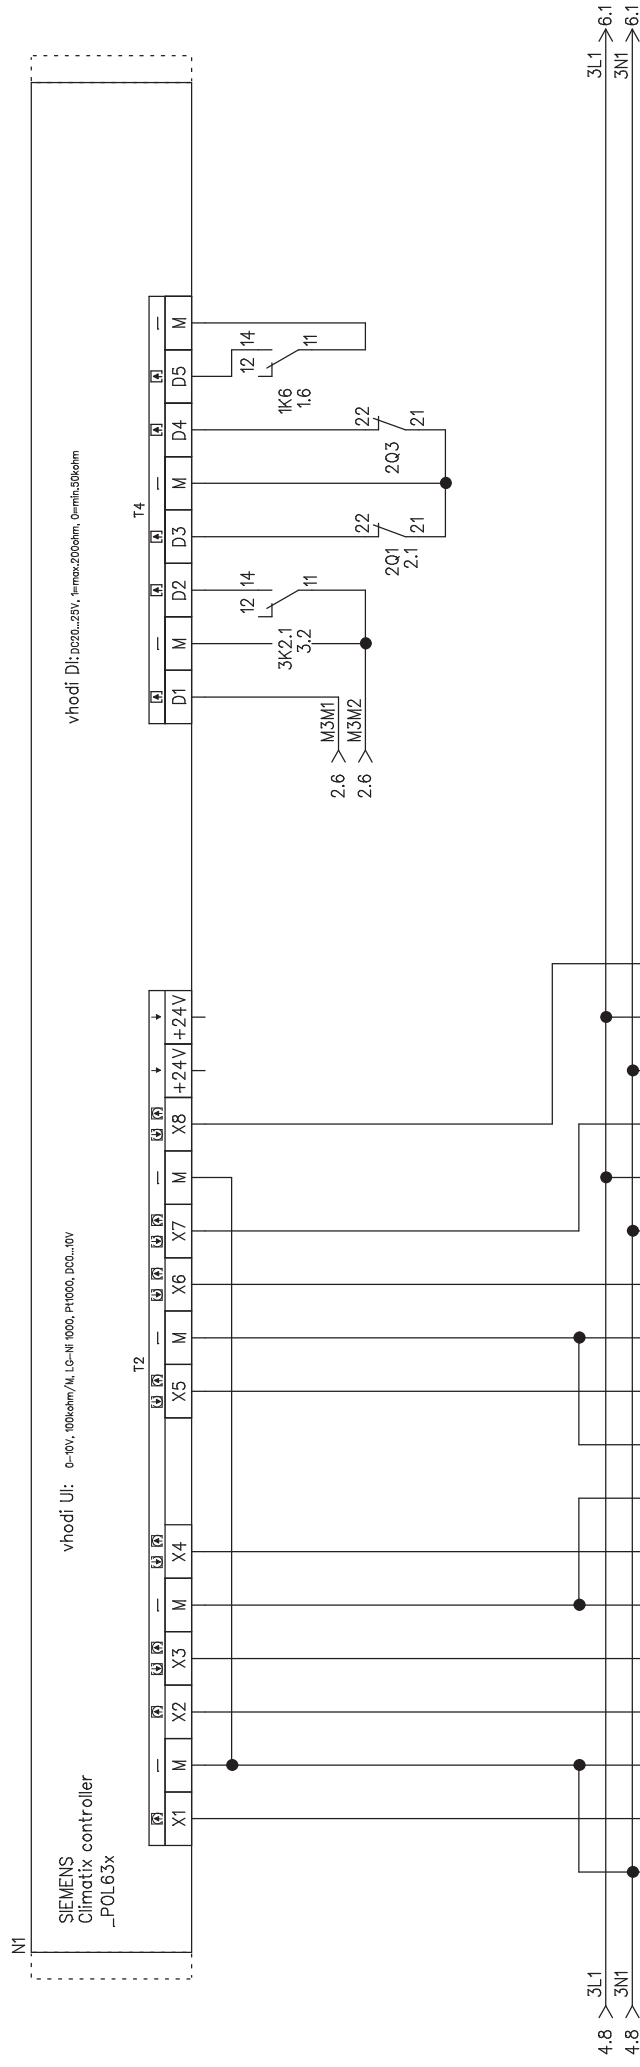 N1
SIEMENS
Climatix controller
_POL63x
vhodi UI: 0-10V, 100kohm/M, LG-Ni 1000, Pt1000, DC0...10V
vhodi DI: DC20...25V, 1=max.200ohm, 0=min.50kohm
T2
T4
X1
M
X2
X3
M
X4
X5
M
X6
X7
M
X8
+24V
+24V
D1
M
D2
D3
M
D4
D5
M
12
14
11
3K2.1
3.2
22
21
2Q1
2.1
22
21
2Q3
12
14
11
1K6
1.6
2.6
M3M1
2.6
M3M2
4.8
3L1
3L1
6.1
4.8
3N1
3N1
6.1